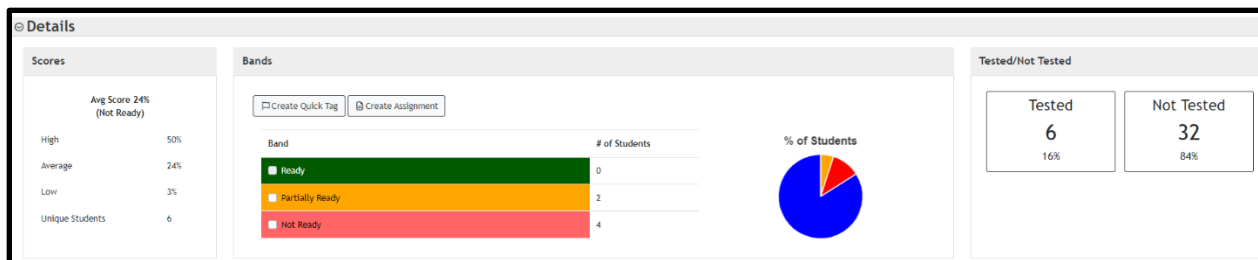 Details
Scores
Avg Score 24%
(Not Ready)
High 50%
Average 24%
Low 3%
Unique Students 6
Bands
Create Quick Tag Create Assignment
Band # of Students
Ready 0
Partially Ready 2
Not Ready 4
% of Students
Tested/Not Tested
Tested
6
16%
Not Tested
32
84%